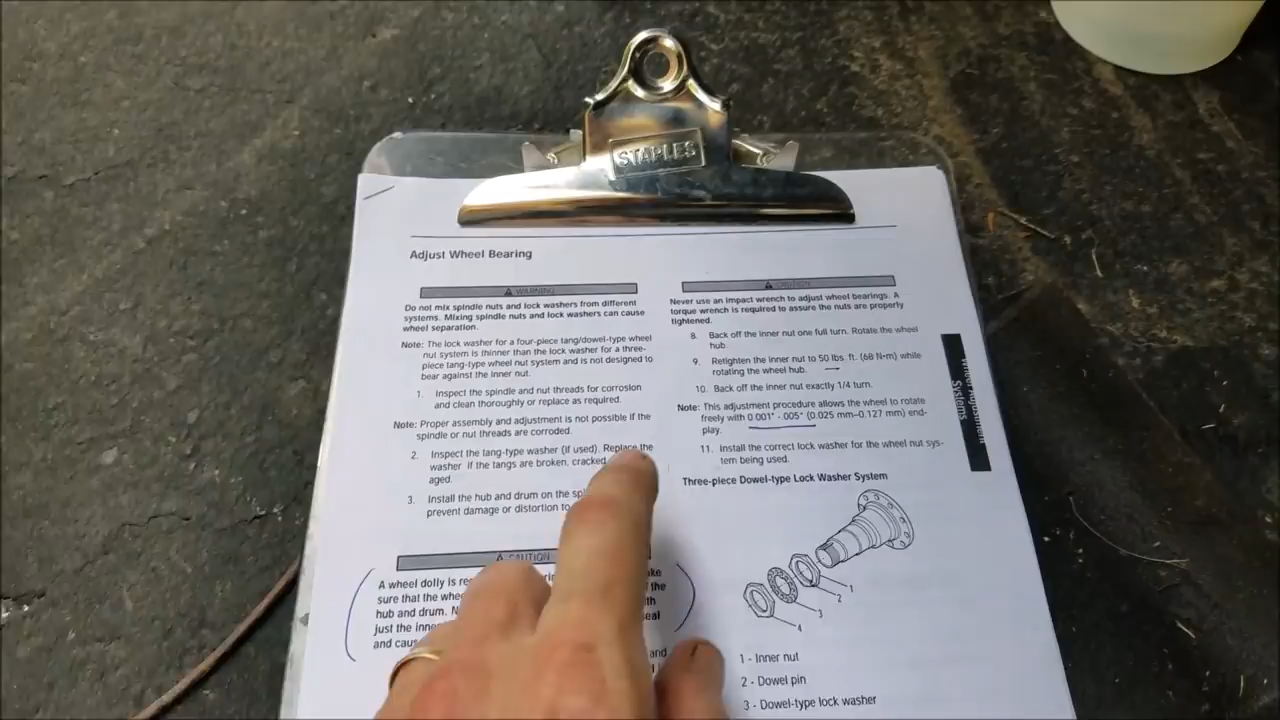 STAPLES
Adjust Wheel Bearing
WARNING
Do not mix spindle nuts and lock washers from different
systems. Mixing spindle nuts and lock washers can cause
wheel separation.
Note: The lock washer for a four-piece tang/dowel-type wheel
nut system is thinner than the lock washer for a three-
piece tang-type wheel nut system and is not designed to
bear against the inner nut.
1. Inspect the spindle and nut threads for corrosion
and clean thoroughly or replace as required.
Note: Proper assembly and adjustment is not possible if the
spindle or nut threads are corroded.
2. Inspect the tang-type washer (if used). Replace the
washer if the tangs are broken, cracked
aged.
3. Install the hub and drum on the
prevent damage or distortion to
CAUTION
A wheel dolly is
sure that the
hub and drum.
just the
and
CAUTION
Never use an impact wrench to adjust wheel bearings. A
torque wrench is required to assure the nuts are properly
tightened.
8. Back off the inner nut one full turn. Rotate the wheel
hub.
9. Retighten the inner nut to 50 lbs. ft. (68 N•m) while
rotating the wheel hub.
10. Back off the inner nut exactly 1/4 turn.
Note: This adjustment procedure allows the wheel to rotate
freely with 0.001" - .005" (0.025 mm–0.127 mm) end-
play.
11. Install the correct lock washer for the wheel nut sys-
tem being used.
Three-piece Dowel-type Lock Washer System
1
2
3
4
1 - Inner nut
2 - Dowel pin
3 - Dowel-type lock washer
Wheel Adjustment
Systems